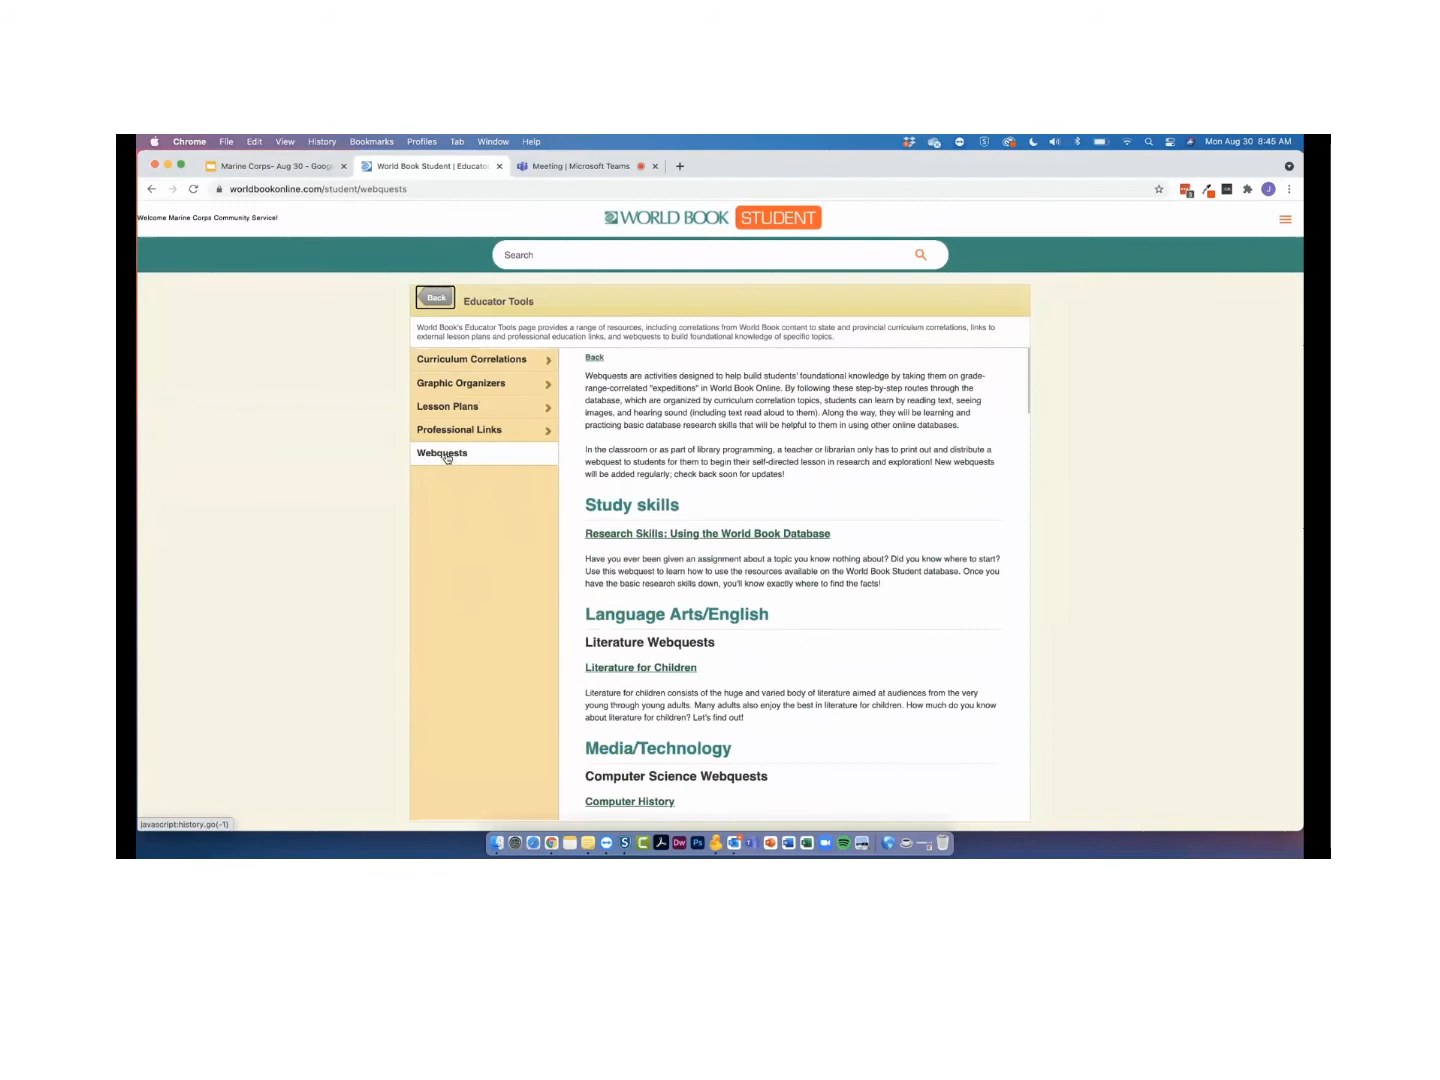 Chrome File Edit View History Bookmarks Profiles Tab Window Help Mon Aug 30 8:45 AM
Marine Corps- Aug 30 - Goog World Book Student | Educator Meeting | Microsoft Teams
worldbookonline.com/student/webquests
Welcome Marine Corps Community Service!
WORLD BOOK STUDENT
Search
Back Educator Tools
World Book's Educator Tools page provides a range of resources, including correlations from World Book content to state and provincial curriculum correlations, links to
external lesson plans and professional education links, and webquests to build foundational knowledge of specific topics.
Curriculum Correlations
Graphic Organizers
Lesson Plans
Professional Links
Webquests
Back
Webquests are activities designed to help build students' foundational knowledge by taking them on grade-
range-correlated "expeditions" in World Book Online. By following these step-by-step routes through the
database, which are organized by curriculum correlation topics, students can learn by reading text, seeing
images, and hearing sound (including text read aloud to them). Along the way, they will be learning and
practicing basic database research skills that will be helpful to them in using other online databases.
In the classroom or as part of library programming, a teacher or librarian only has to print out and distribute a
webquest to students for them to begin their self-directed lesson in research and exploration! New webquests
will be added regularly; check back soon for updates!
Study skills
Research Skills: Using the World Book Database
Have you ever been given an assignment about a topic you know nothing about? Did you know where to start?
Use this webquest to learn how to use the resources available on the World Book Student database. Once you
have the basic research skills down, you'll know exactly where to find the facts!
Language Arts/English
Literature Webquests
Literature for Children
Literature for children consists of the huge and varied body of literature aimed at audiences from the very
young through young adults. Many adults also enjoy the best in literature for children. How much do you know
about literature for children? Let's find out!
Media/Technology
Computer Science Webquests
Computer History
javascript:history.go(-1)
Dw Ps